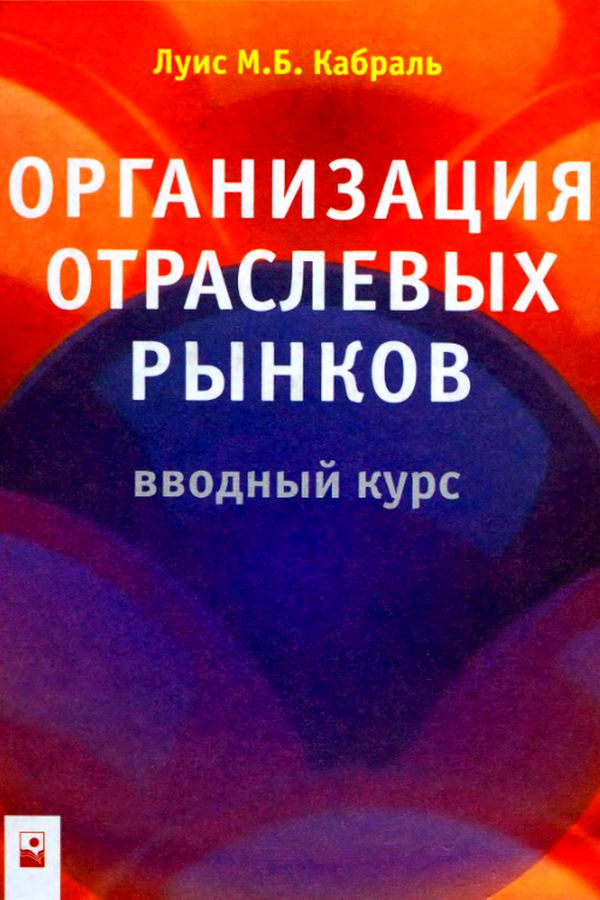 Луис М.Б. Кабраль
ОРГАНИЗАЦИЯ
ОТРАСЛЕВЫХ
РЫНКОВ
вводный курс